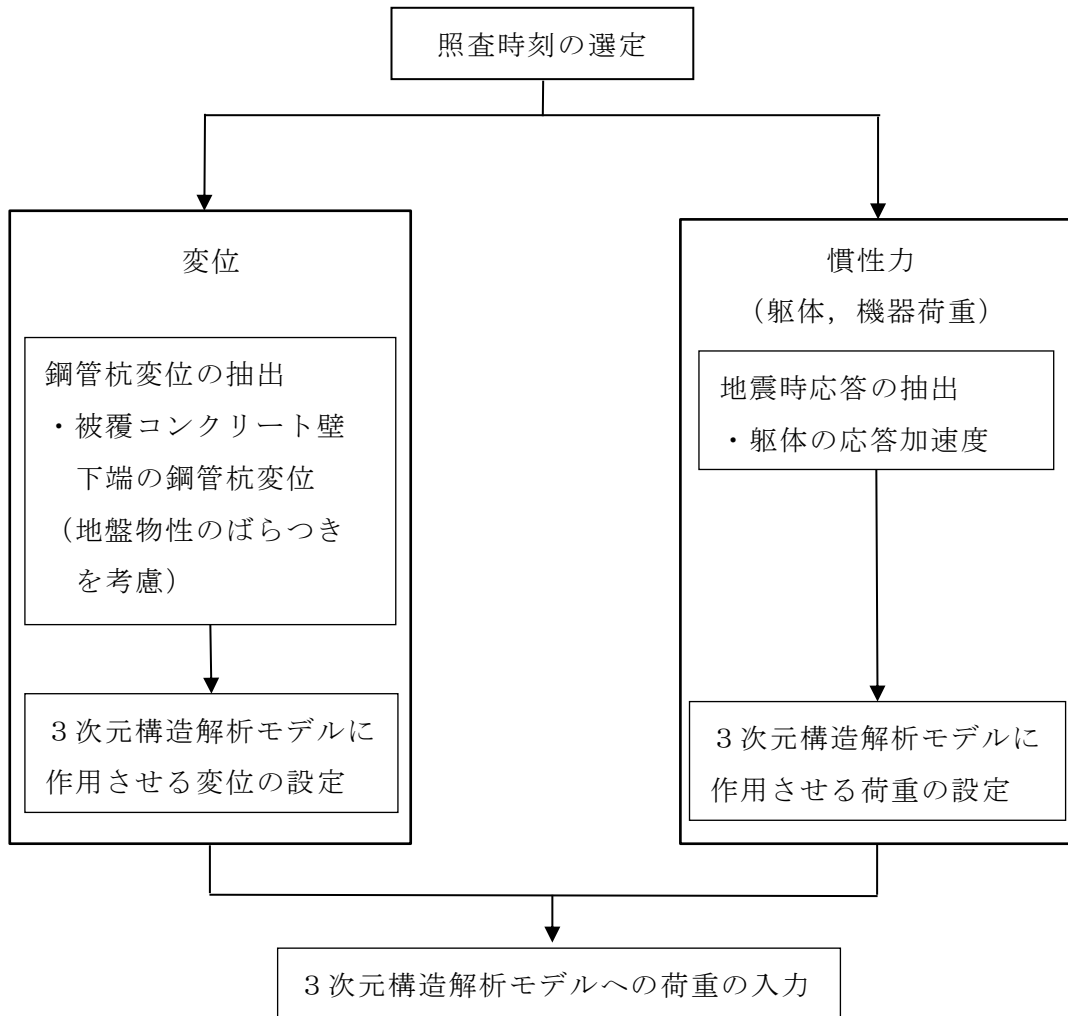 照査時刻の選定
変位
鋼管杭変位の抽出
・被覆コンクリート壁
下端の鋼管杭変位
（地盤物性のばらつき
を考慮）
３次元構造解析モデルに
作用させる変位の設定
慣性力
（躯体，機器荷重）
地震時応答の抽出
・躯体の応答加速度
３次元構造解析モデルに
作用させる荷重の設定
３次元構造解析モデルへの荷重の入力